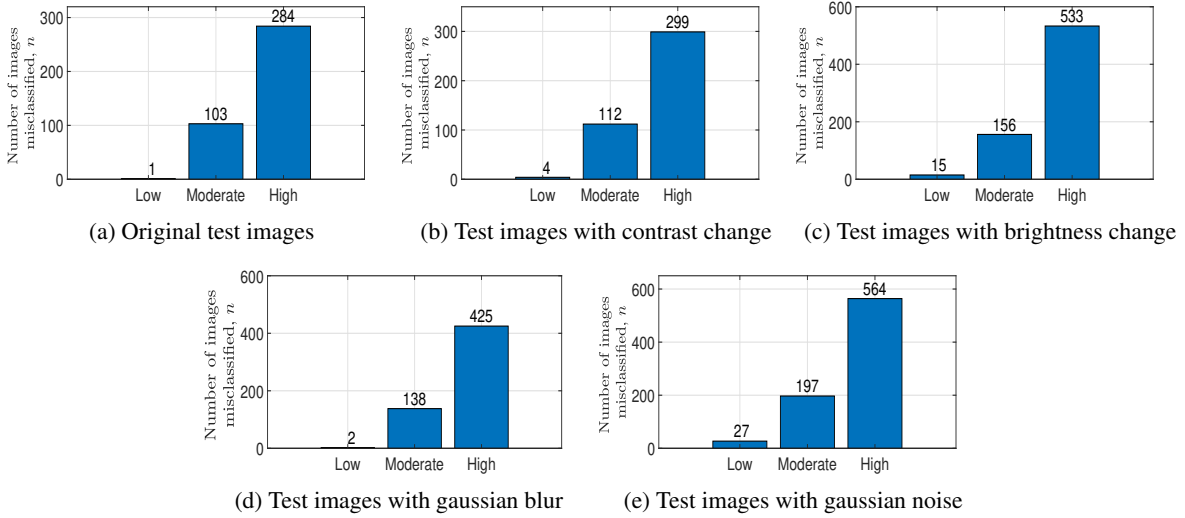 Number of images
misclassified, n
300
200
100
0
1
103
284
Low Moderate High
(a) Original test images
Number of images
misclassified, n
300
200
100
0
4
112
299
Low Moderate High
(b) Test images with contrast change
Number of images
misclassified, n
600
400
200
0
15
156
533
Low Moderate High
(c) Test images with brightness change
Number of images
misclassified, n
600
400
200
0
2
138
425
Low Moderate High
(d) Test images with gaussian blur
Number of images
misclassified, n
600
400
200
0
27
197
564
Low Moderate High
(e) Test images with gaussian noise